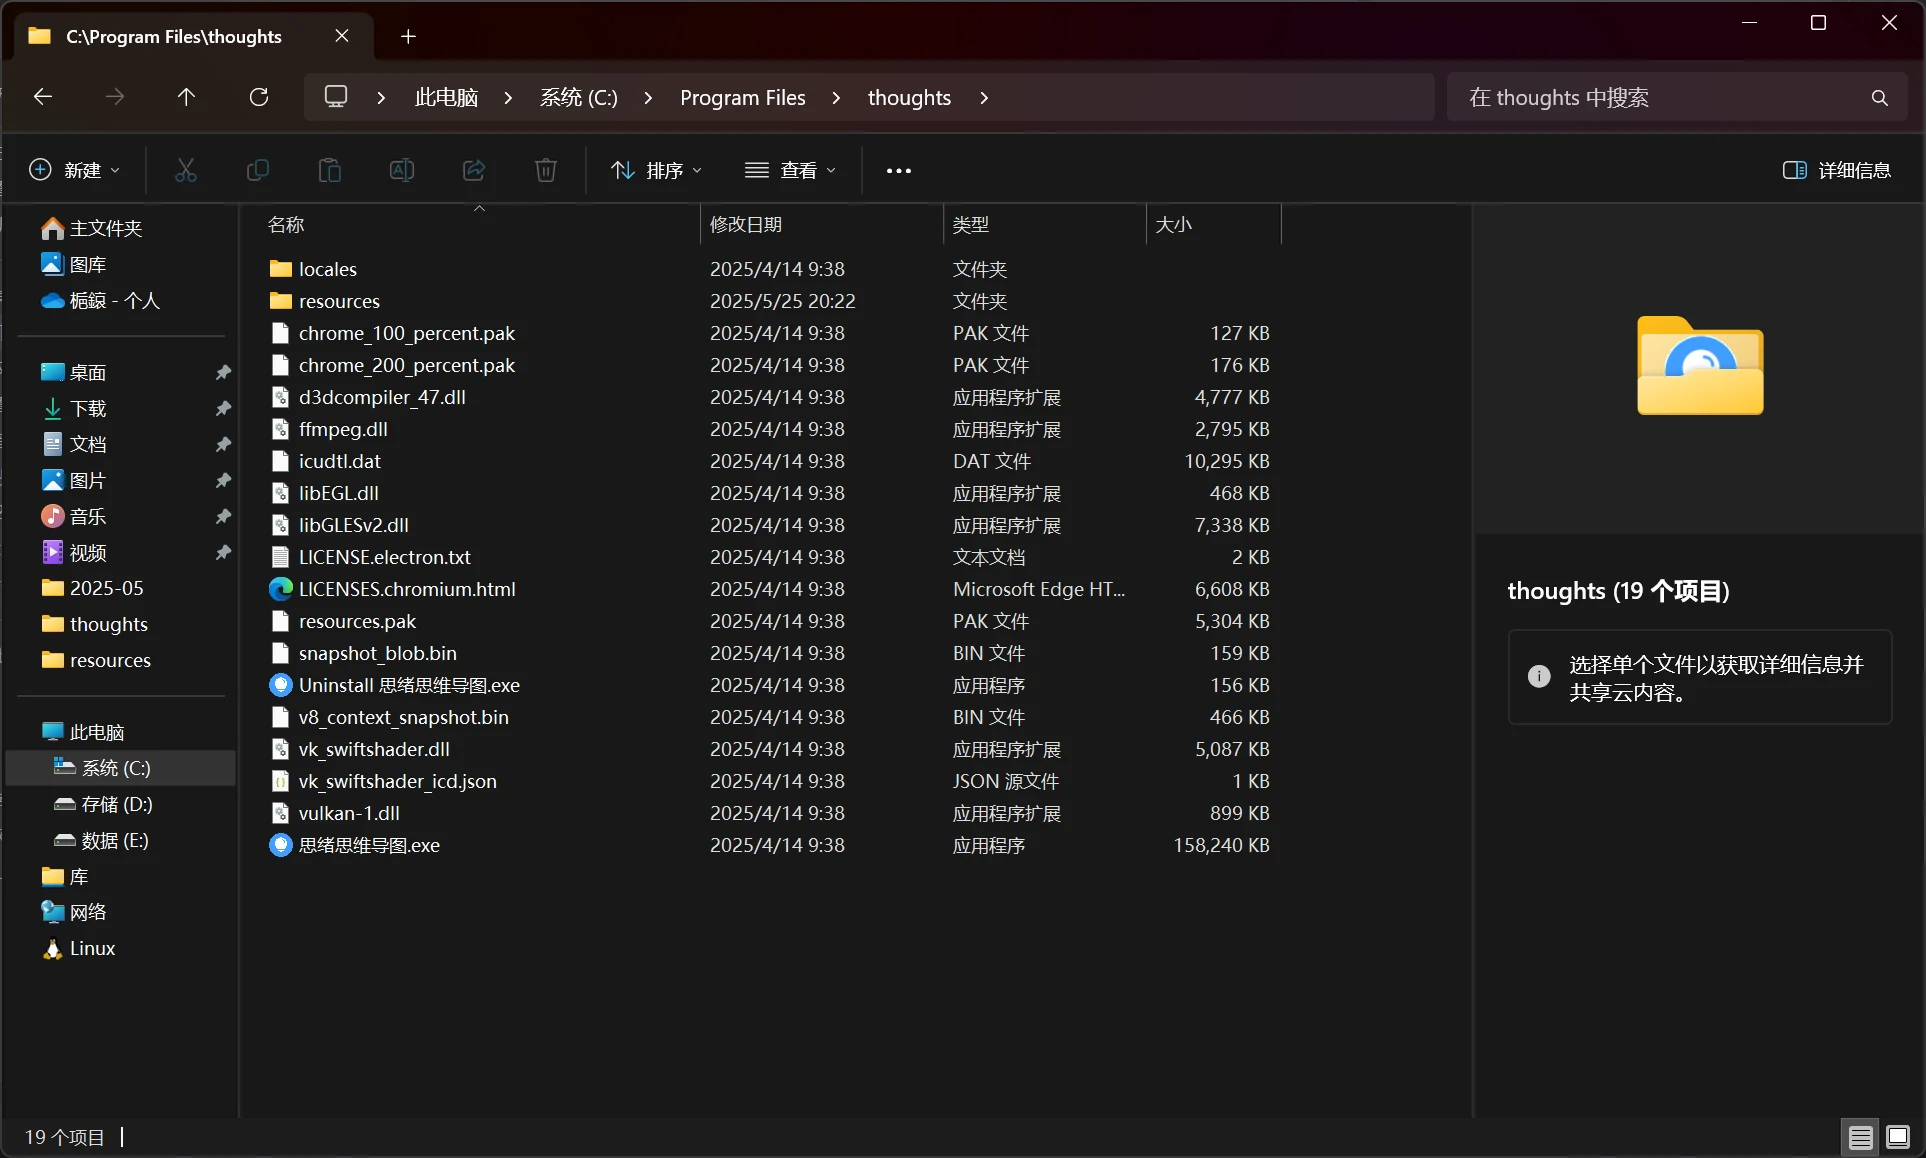 C:\Program Files\thoughts
此电脑 系统 (C:) Program Files thoughts
在 thoughts 中搜索
新建 排序 查看 详细信息
主文件夹
图库
栀鶁 - 个人
桌面
下载
文档
图片
音乐
视频
2025-05
thoughts
resources
此电脑
系统 (C:)
存储 (D:)
数据 (E:)
库
网络
Linux
名称 修改日期 类型 大小
locales 2025/4/14 9:38 文件夹
resources 2025/5/25 20:22 文件夹
chrome_100_percent.pak 2025/4/14 9:38 PAK 文件 127 KB
chrome_200_percent.pak 2025/4/14 9:38 PAK 文件 176 KB
d3dcompiler_47.dll 2025/4/14 9:38 应用程序扩展 4,777 KB
ffmpeg.dll 2025/4/14 9:38 应用程序扩展 2,795 KB
icudtl.dat 2025/4/14 9:38 DAT 文件 10,295 KB
libEGL.dll 2025/4/14 9:38 应用程序扩展 468 KB
libGLESv2.dll 2025/4/14 9:38 应用程序扩展 7,338 KB
LICENSE.electron.txt 2025/4/14 9:38 文本文档 2 KB
LICENSES.chromium.html 2025/4/14 9:38 Microsoft Edge HT... 6,608 KB
resources.pak 2025/4/14 9:38 PAK 文件 5,304 KB
snapshot_blob.bin 2025/4/14 9:38 BIN 文件 159 KB
Uninstall 思绪思维导图.exe 2025/4/14 9:38 应用程序 156 KB
v8_context_snapshot.bin 2025/4/14 9:38 BIN 文件 466 KB
vk_swiftshader.dll 2025/4/14 9:38 应用程序扩展 5,087 KB
vk_swiftshader_icd.json 2025/4/14 9:38 JSON 源文件 1 KB
vulkan-1.dll 2025/4/14 9:38 应用程序扩展 899 KB
思绪思维导图.exe 2025/4/14 9:38 应用程序 158,240 KB
thoughts (19 个项目)
选择单个文件以获取详细信息并
共享云内容。
19 个项目